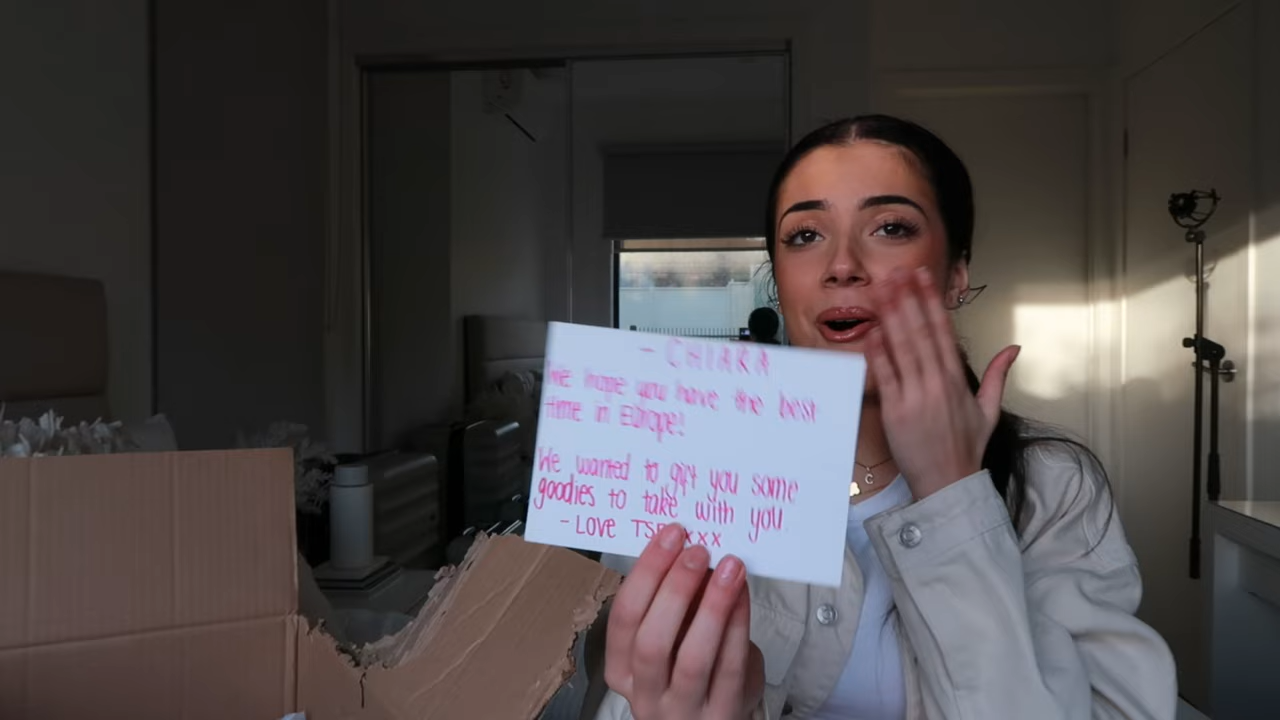 - CHIARA
We hope you have the best
time in Europe!
We wanted to gift you some
goodies to take with you.
- LOVE XXX
C